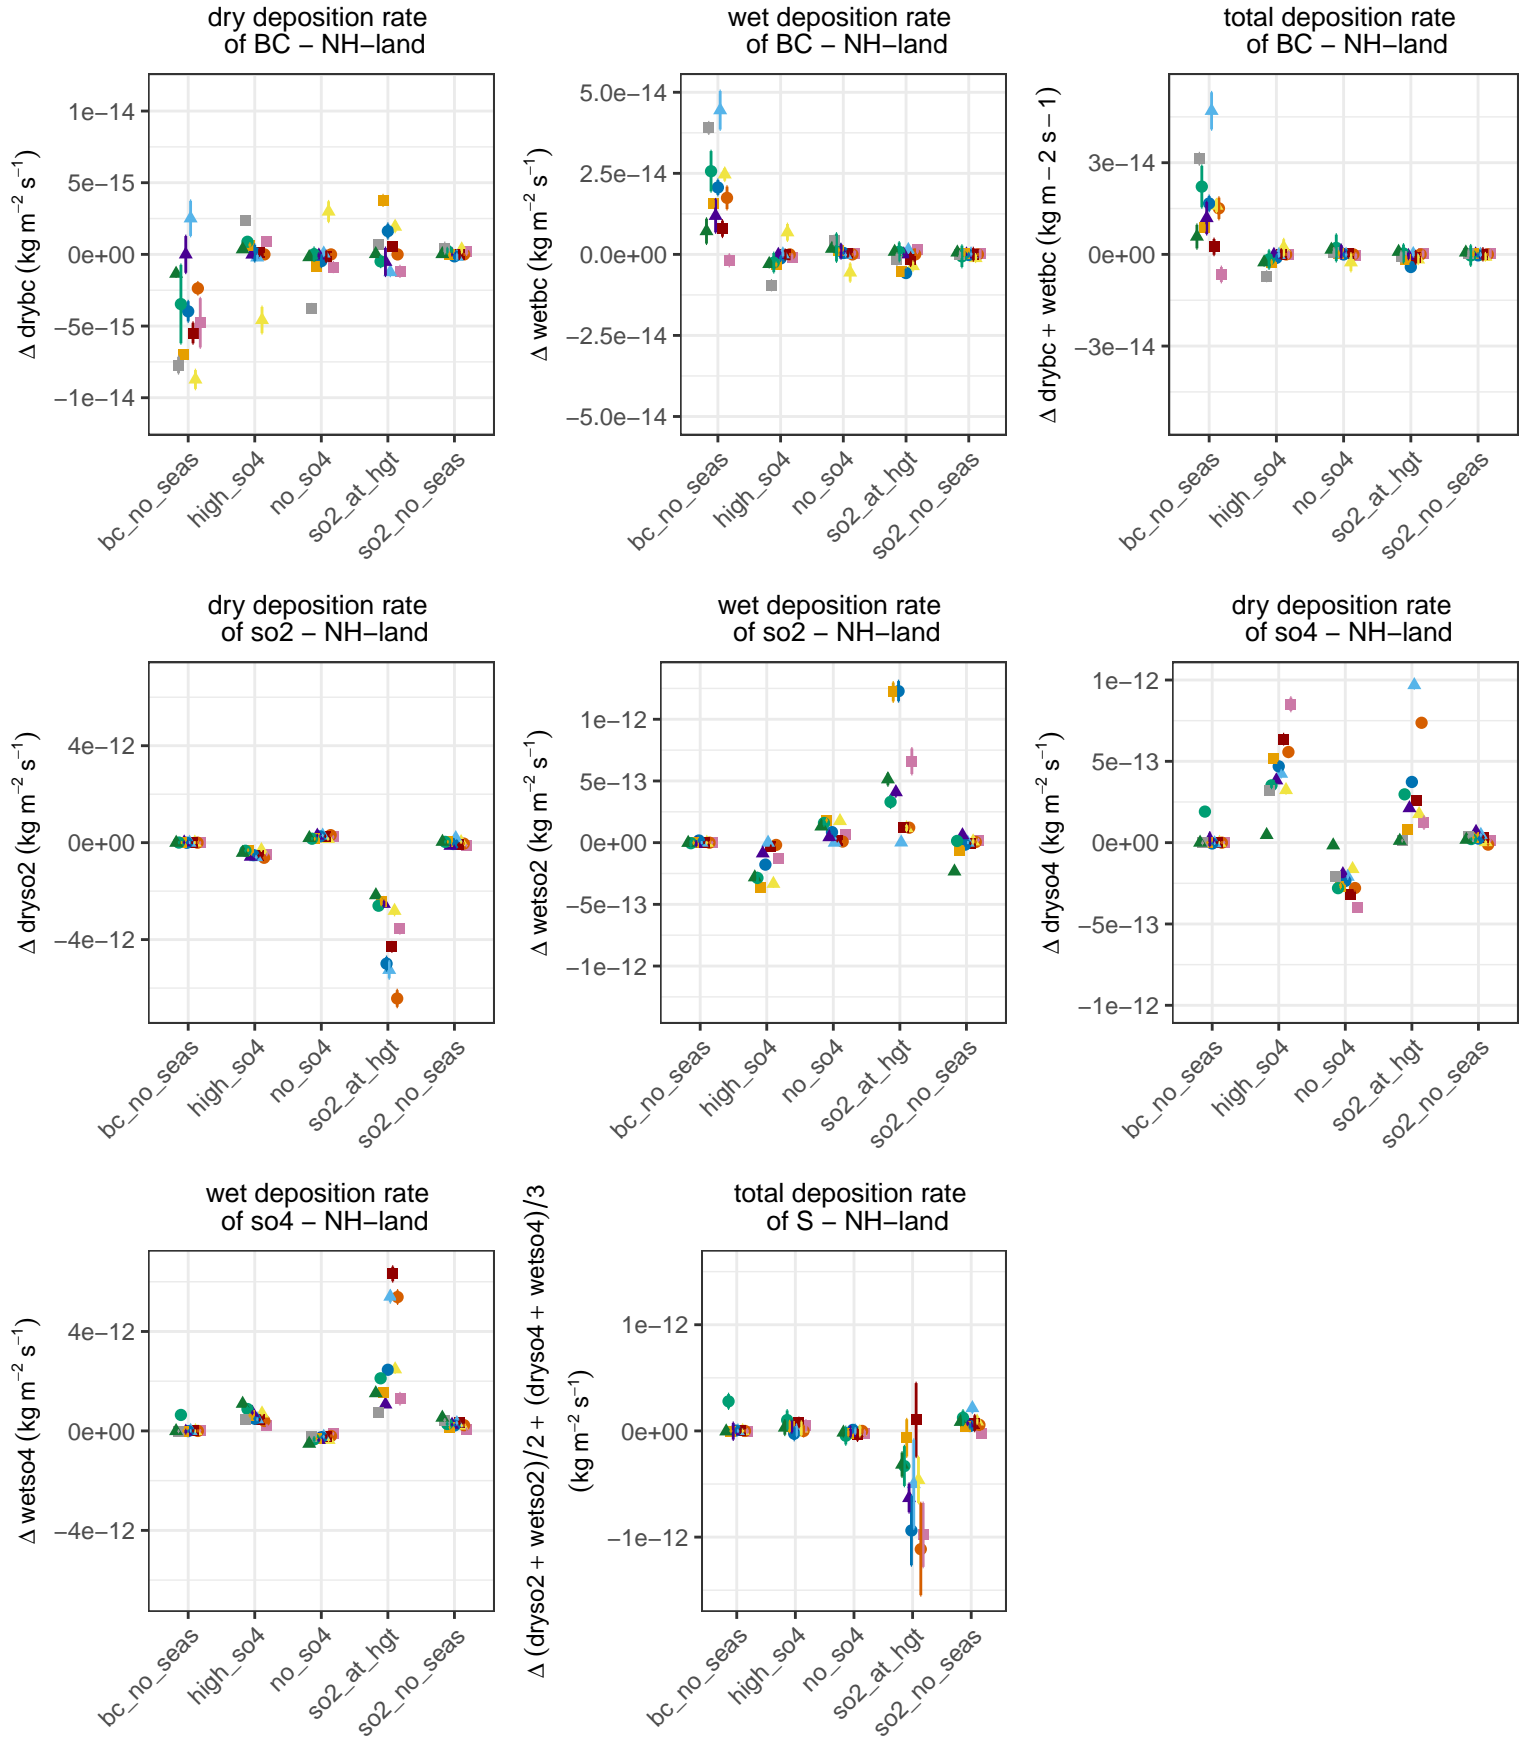 dry deposition rate
of BC − NH−land
Δ drybc (kg m−2 s−1)
1e−14
5e−15
0e+00
−5e−15
−1e−14
bc_no_seas
high_so4
no_so4
so2_at_hgt
so2_no_seas
wet deposition rate
of BC − NH−land
Δ wetbc (kg m−2 s−1)
5.0e−14
2.5e−14
0.0e+00
−2.5e−14
−5.0e−14
bc_no_seas
high_so4
no_so4
so2_at_hgt
so2_no_seas
total deposition rate
of BC − NH−land
Δ drybc + wetbc (kg m−2 s−1)
3e−14
0e+00
−3e−14
bc_no_seas
high_so4
no_so4
so2_at_hgt
so2_no_seas
dry deposition rate
of so2 − NH−land
Δ dryso2 (kg m−2 s−1)
4e−12
0e+00
−4e−12
bc_no_seas
high_so4
no_so4
so2_at_hgt
so2_no_seas
wet deposition rate
of so2 − NH−land
Δ wetso2 (kg m−2 s−1)
1e−12
5e−13
0e+00
−5e−13
−1e−12
bc_no_seas
high_so4
no_so4
so2_at_hgt
so2_no_seas
dry deposition rate
of so4 − NH−land
Δ dryso4 (kg m−2 s−1)
1e−12
5e−13
0e+00
−5e−13
−1e−12
bc_no_seas
high_so4
no_so4
so2_at_hgt
so2_no_seas
wet deposition rate
of so4 − NH−land
Δ wetso4 (kg m−2 s−1)
4e−12
0e+00
−4e−12
bc_no_seas
high_so4
no_so4
so2_at_hgt
so2_no_seas
total deposition rate
of S − NH−land
Δ (dryso2 + wetso2)/2 + (dryso4 + wetso4)/3
(kg m−2 s−1)
1e−12
0e+00
−1e−12
bc_no_seas
high_so4
no_so4
so2_at_hgt
so2_no_seas